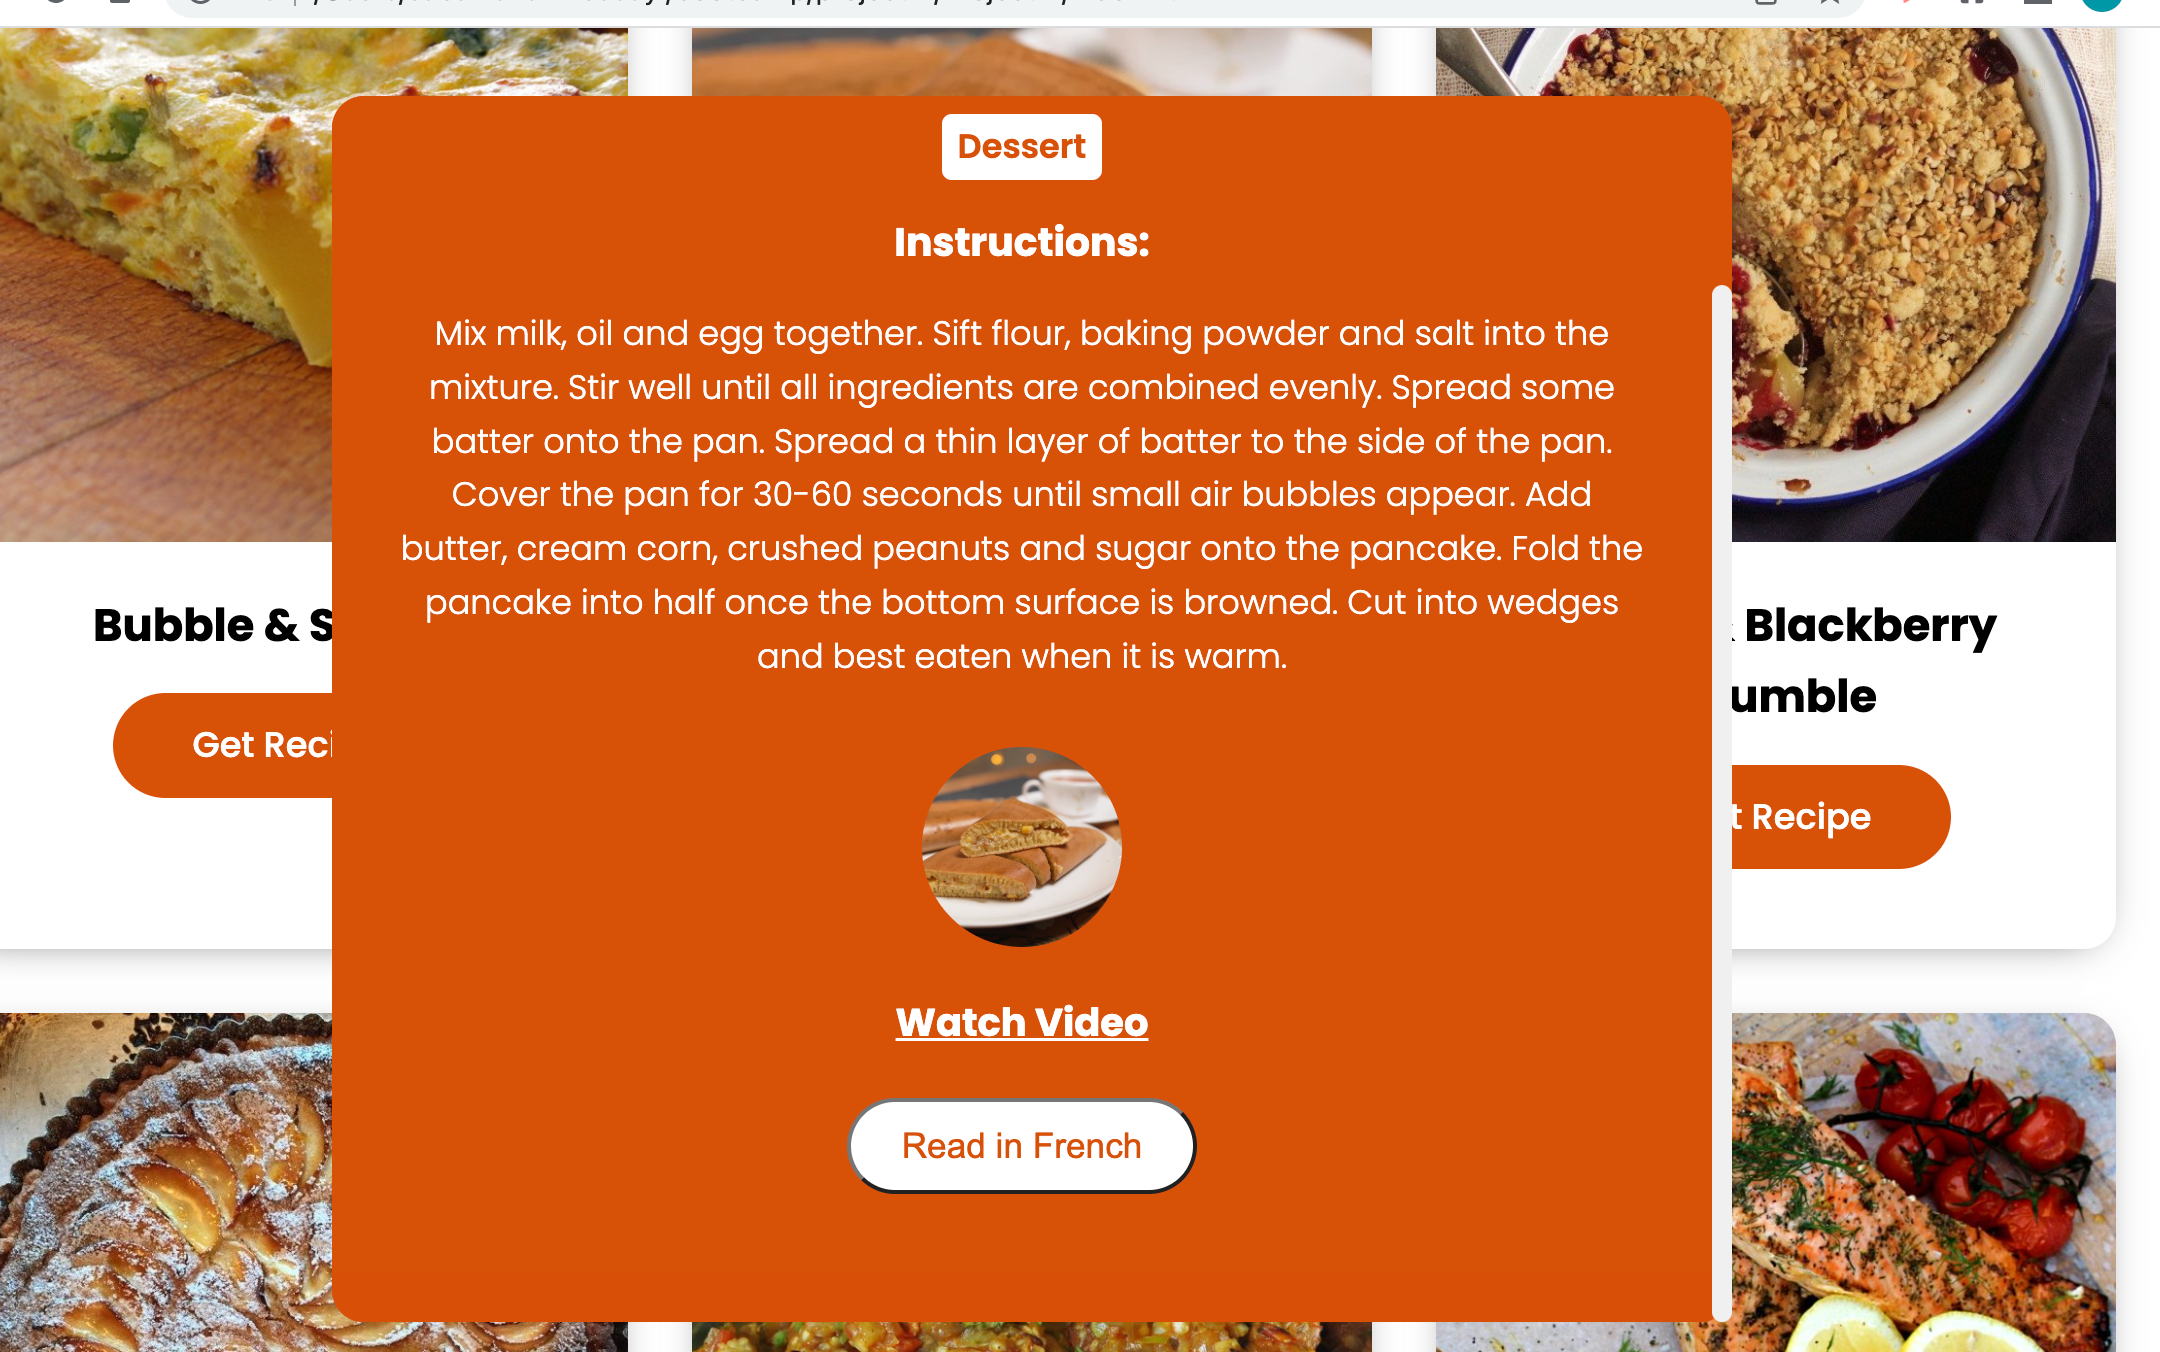 Dessert
Instructions:
Mix milk, oil and egg together. Sift flour, baking powder and salt into the
mixture. Stir well until all ingredients are combined evenly. Spread some
batter onto the pan. Spread a thin layer of batter to the side of the pan.
Cover the pan for 30-60 seconds until small air bubbles appear. Add
butter, cream corn, crushed peanuts and sugar onto the pancake. Fold the
pancake into half once the bottom surface is browned. Cut into wedges
and best eaten when it is warm.
Watch Video
Read in French
Bubble &
Get
Blackberry
Recipe